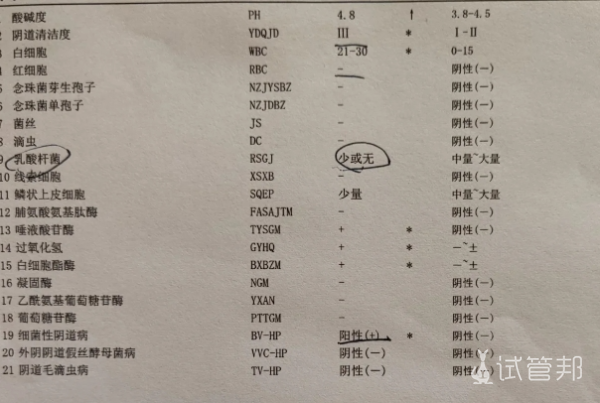 酸碱度 PH 4.8 ↑ 3.8-4.5
2 阴道清洁度 YDQJD III * I-II
3 白细胞 WBC 21-30 * 0-15
4 红细胞 RBC - 阴性(-)
5 念珠菌芽生孢子 NZJYSBZ - 阴性(-)
6 念珠菌单孢子 NZJDBZ - 阴性(-)
7 菌丝 JS - 阴性(-)
8 滴虫 DC - 阴性(-)
9 乳酸杆菌 RSGJ 少或无 中量~大量
10 线索细胞 XSXB - 阴性(-)
11 鳞状上皮细胞 SQEP 少量 中量~大量
12 脯氨酸氨基肽酶 FASAJTM - 阴性(-)
13 唾液酸苷酶 TYSGM + * 阴性(-)
14 过氧化氢 GYHQ + * -~±
15 白细胞酯酶 BXBZM + * -~±
16 凝固酶 NGM - 阴性(-)
17 乙酰氨基葡萄糖苷酶 YXAN - 阴性(-)
18 葡萄糖苷酶 PTTGM - 阴性(-)
19 细菌性阴道病 BV-HP 阳性(+) * 阴性(-)
20 外阴阴道假丝酵母菌病 VVC-HP 阴性(-) 阴性(-)
21 阴道毛滴虫病 TV-HP 阴性(-) 阴性(-)
试管邦